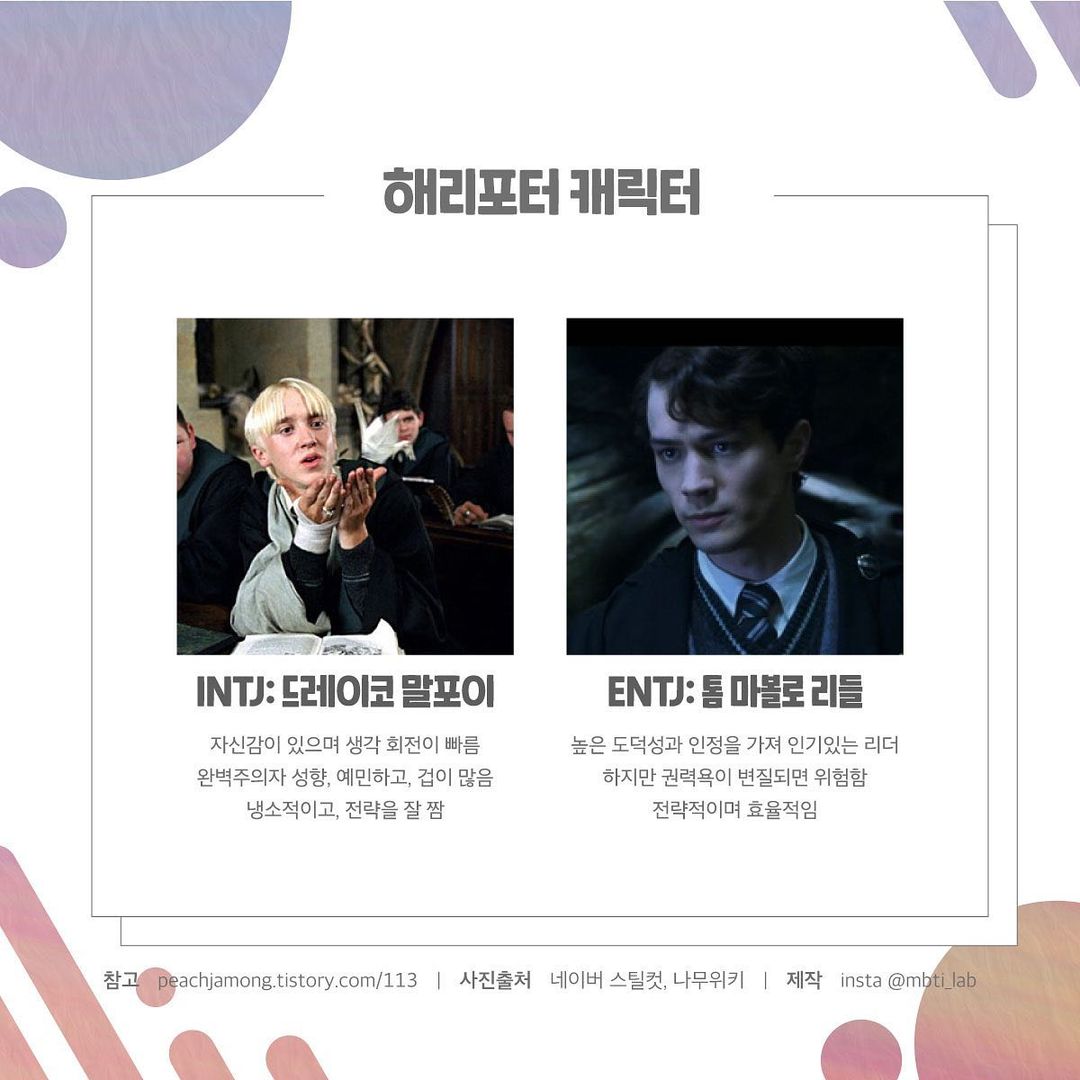 해리포터 캐릭터
INTJ: 드레이코 말포이
자신감이 있으며 생각 회전이 빠름
완벽주의자 성향, 예민하고, 겁이 많음
냉소적이고, 전략을 잘 짬
ENTJ: 톰 마볼로 리들
높은 도덕성과 인정을 가져 인기있는 리더
하지만 권력욕이 변질되면 위험함
전략적이며 효율적임
참고 peachjamong.tistory.com/113 | 사진출처 네이버 스틸컷, 나무위키 | 제작 insta @mbti_lab